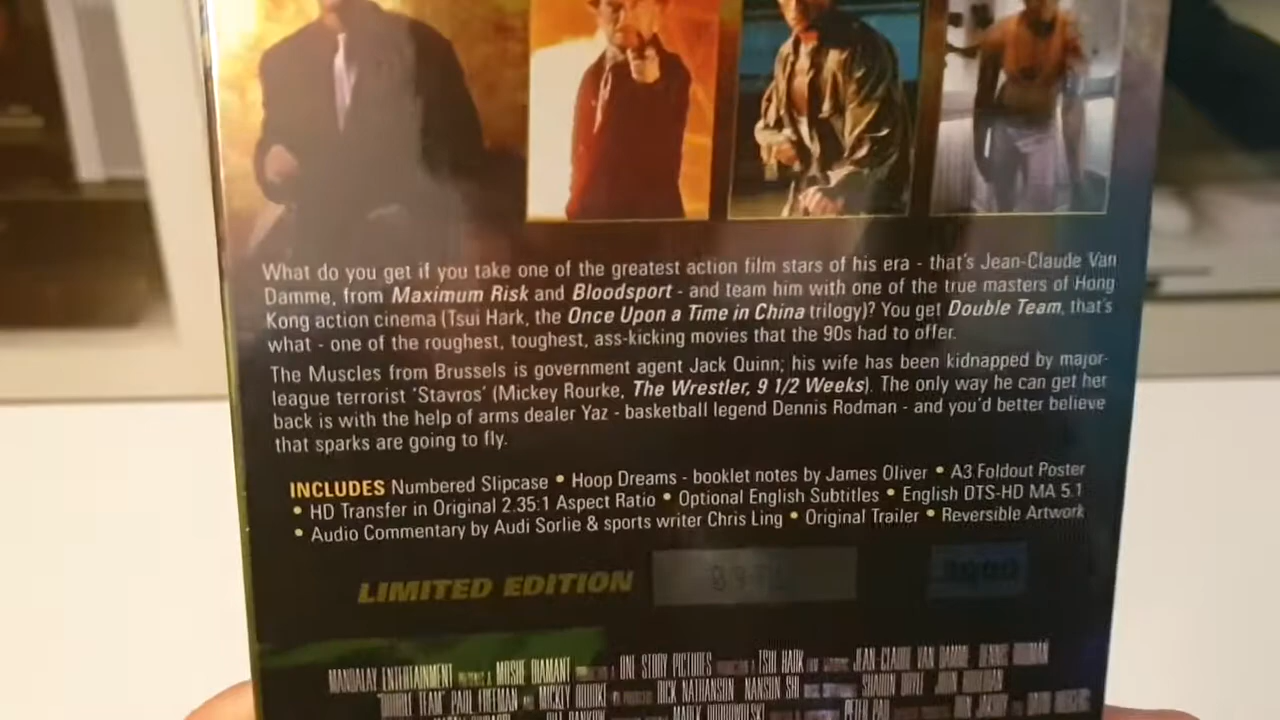 What do you get if you take one of the greatest action film stars of his era - that's Jean-Claude Van
Damme, from Maximum Risk and Bloodsport - and team him with one of the true masters of Hong
Kong action cinema (Tsui Hark, the Once Upon a Time in China trilogy)? You get Double Team, that's
what - one of the roughest, toughest, ass-kicking movies that the 90s had to offer.
The Muscles from Brussels is government agent Jack Quinn; his wife has been kidnapped by major-
league terrorist 'Stavros' (Mickey Rourke, The Wrestler, 9 1/2 Weeks). The only way he can get her
back is with the help of arms dealer Yaz - basketball legend Dennis Rodman - and you'd better believe
that sparks are going to fly.
INCLUDES Numbered Slipcase • Hoop Dreams - booklet notes by James Oliver • A3 Foldout Poster
• HD Transfer in Original 2.35:1 Aspect Ratio • Optional English Subtitles • English DTS-HD MA 5.1
• Audio Commentary by Audi Sorlie & sports writer Chris Ling • Original Trailer • Reversible Artwork
LIMITED EDITION
MANDALAY ENTERTAINMENT MOSHE DIAMANT ONE STORY PICTURES TSUI HARK JEAN-CLAUDE VAN DAMME
PAUL MICKEY ROURKE RICK NATHANSON NANSUN SHI
PETER PAU